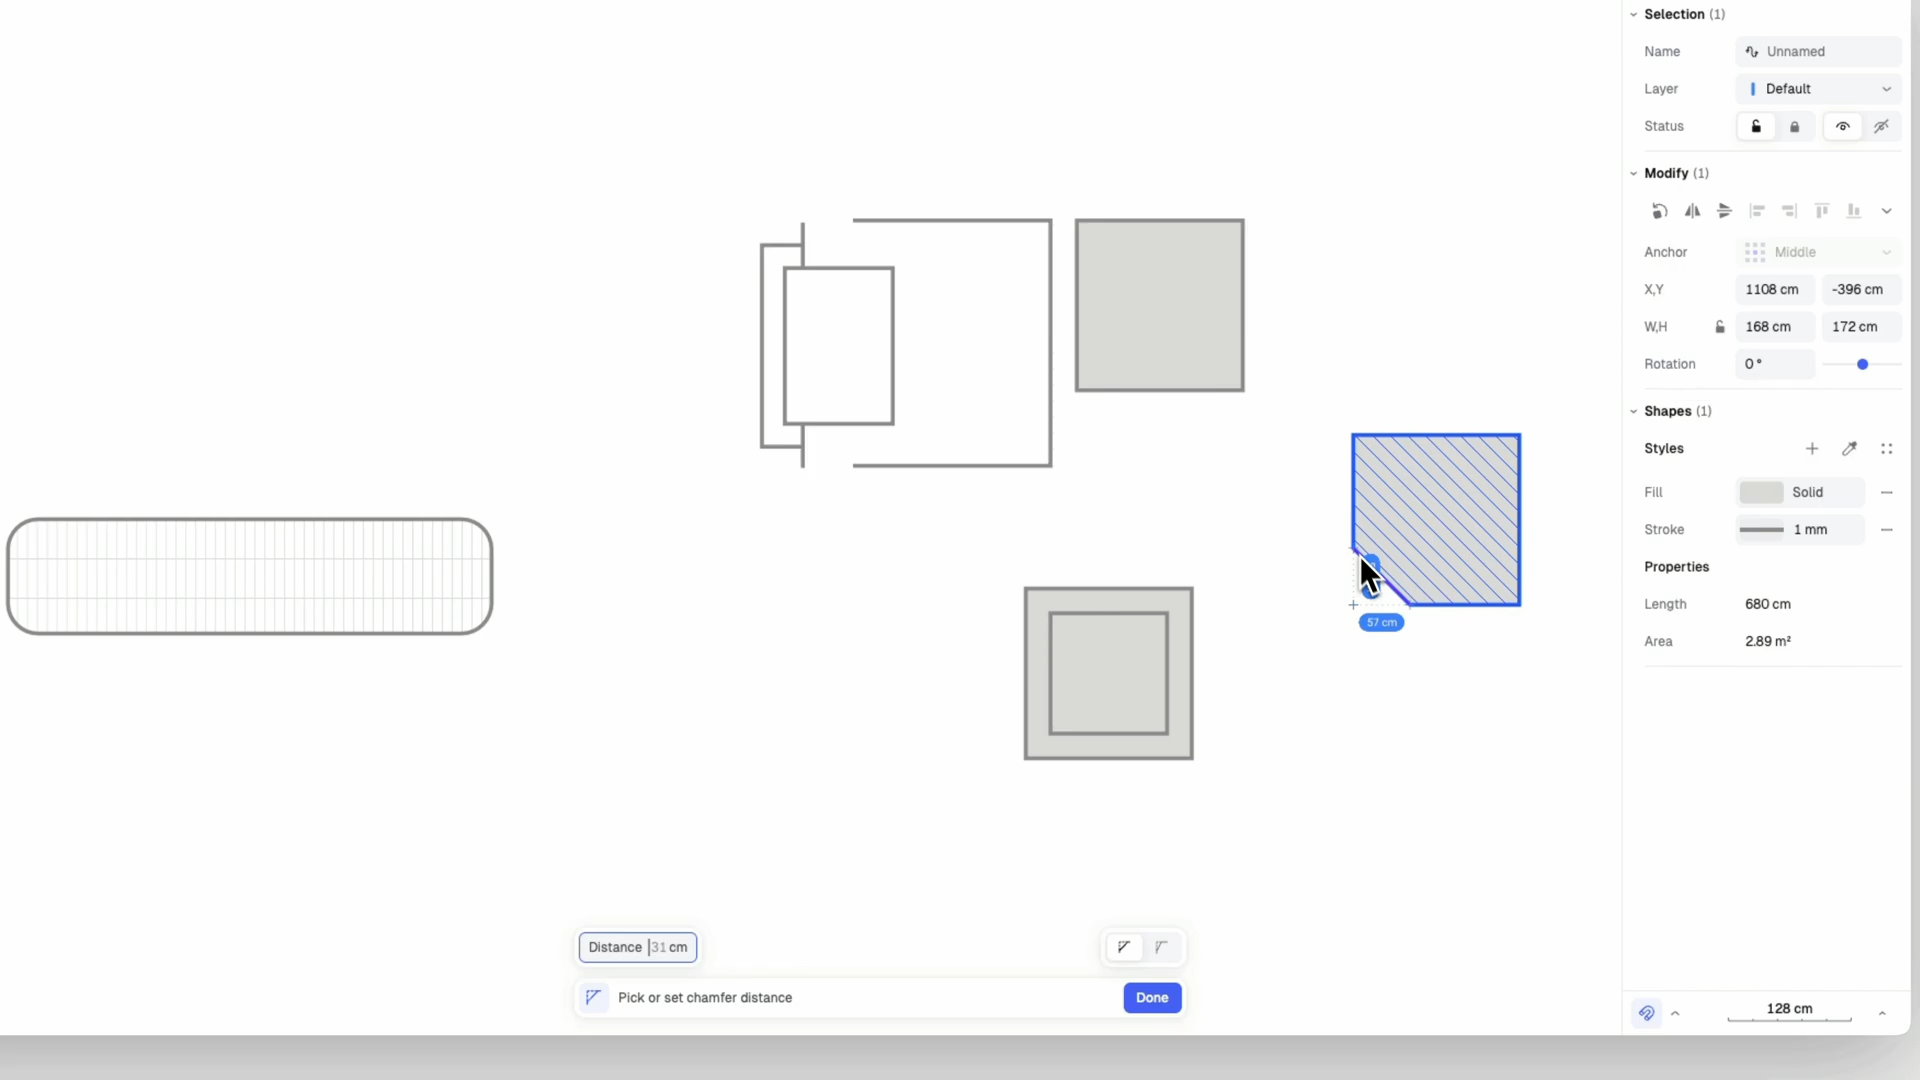 Selection (1)
Name Unnamed
Layer Default
Status
Modify (1)
Anchor Middle
X,Y 1108 cm -396 cm
W,H 168 cm 172 cm
Rotation 0 °
Shapes (1)
Styles
Fill Solid
Stroke 1 mm
Properties
Length 680 cm
Area 2.89 m²
57 cm
Distance 31 cm
Pick or set chamfer distance Done
128 cm